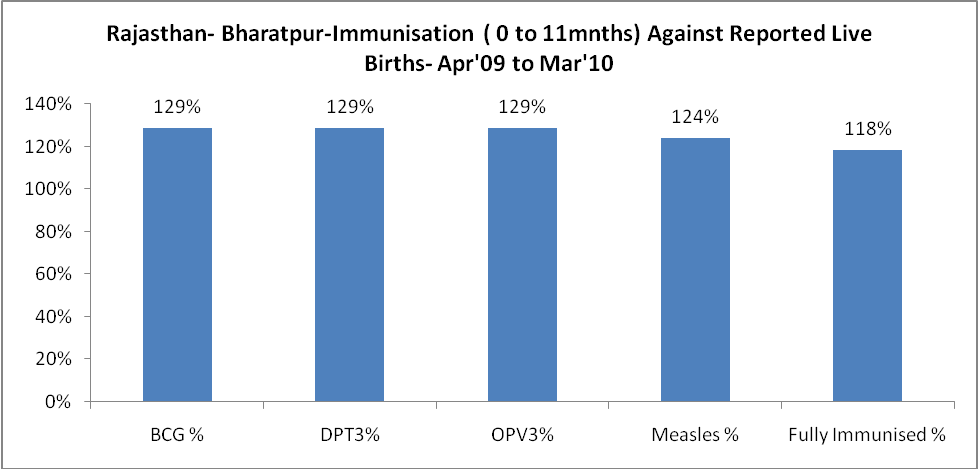 Rajasthan- Bharatpur-Immunisation ( 0 to 11mnths) Against Reported Live
Births- Apr'09 to Mar'10
140%
120%
100%
80%
60%
40%
20%
0%
129%
129%
129%
124%
118%
BCG %
DPT3%
OPV3%
Measles %
Fully Immunised %